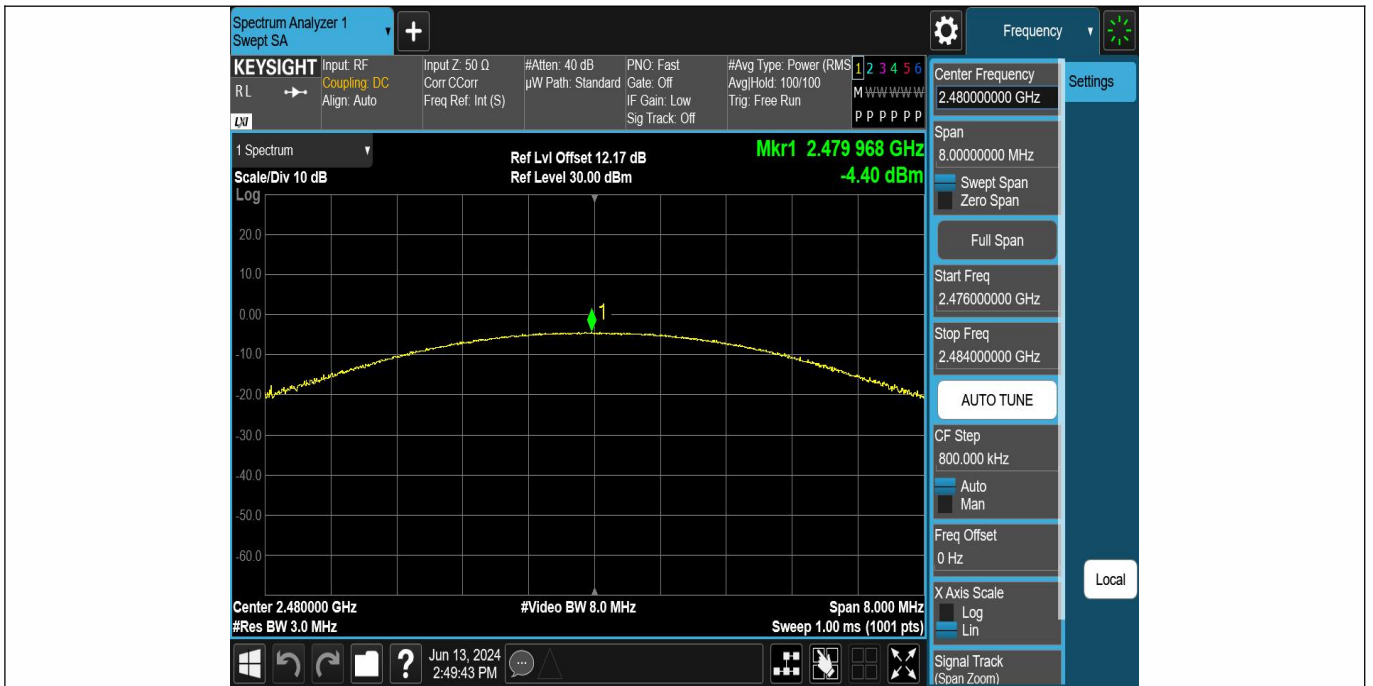 Spectrum Analyzer 1
Swept SA
+
Frequency
KEYSIGHT
RL
LXI
Input: RF
Coupling: DC
Align: Auto
Input Z: 50 Ω
Corr CCorr
Freq Ref: Int (S)
#Atten: 40 dB
µW Path: Standard
PNO: Fast
Gate: Off
IF Gain: Low
Sig Track: Off
#Avg Type: Power (RMS
Avg|Hold: 100/100
Trig: Free Run
1 2 3 4 5 6
M W W W W W
P P P P P P
1 Spectrum
Scale/Div 10 dB
Log
Ref Lvl Offset 12.17 dB
Ref Level 30.00 dBm
Mkr1 2.479 968 GHz
-4.40 dBm
20.0
10.0
0.00
-10.0
-20.0
-30.0
-40.0
-50.0
-60.0
1
Center 2.480000 GHz
#Res BW 3.0 MHz
#Video BW 8.0 MHz
Span 8.000 MHz
Sweep 1.00 ms (1001 pts)
?
Jun 13, 2024
2:49:43 PM
Center Frequency
2.480000000 GHz
Settings
Span
8.00000000 MHz
Swept Span
Zero Span
Full Span
Start Freq
2.476000000 GHz
Stop Freq
2.484000000 GHz
AUTO TUNE
CF Step
800.000 kHz
Auto
Man
Freq Offset
0 Hz
Local
X Axis Scale
Log
Lin
Signal Track
(Span Zoom)